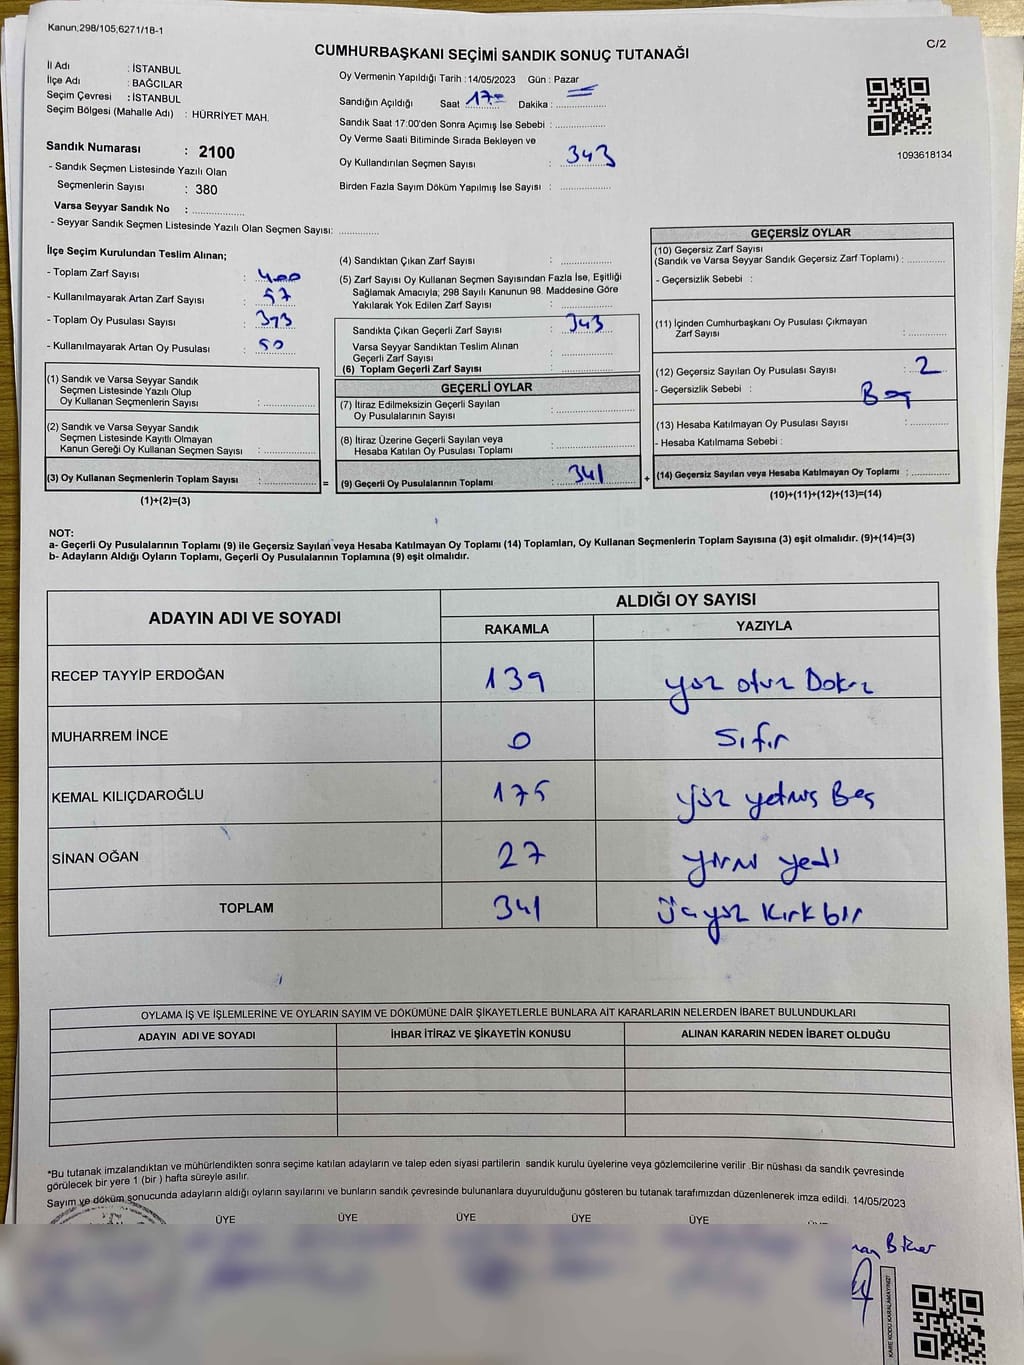 Kanun,298/105,6271/18-1
C/2
CUMHURBAŞKANI SEÇİMİ SANDIK SONUÇ TUTANAĞI
İl Adı : İSTANBUL
İlçe Adı : BAĞCILAR
Seçim Çevresi : İSTANBUL
Seçim Bölgesi (Mahalle Adı) : HÜRRİYET MAH.
Sandık Numarası : 2100
- Sandık Seçmen Listesinde Yazılı Olan
Seçmenlerin Sayısı : 380
Varsa Seyyar Sandık No : ..................
- Seyyar Sandık Seçmen Listesinde Yazılı Olan Seçmen Sayısı: ..............
Oy Vermenin Yapıldığı Tarih :14/05/2023 Gün : Pazar
Sandığın Açıldığı Saat 17.= Dakika : ..................
Sandık Saat 17:00'den Sonra Açımış İse Sebebi : ..................
Oy Verme Saati Bitiminde Sırada Bekleyen ve
Oy Kullandırılan Seçmen Sayısı : 343
Birden Fazla Sayım Döküm Yapılmış İse Sayısı : ..................
1093618134
İlçe Seçim Kurulundan Teslim Alınan;
- Toplam Zarf Sayısı : 400
- Kullanılmayarak Artan Zarf Sayısı : 57
- Toplam Oy Pusulası Sayısı : 393
- Kullanılmayarak Artan Oy Pusulası : 50
(1) Sandık ve Varsa Seyyar Sandık
Seçmen Listesinde Yazılı Olup
Oy Kullanan Seçmenlerin Sayısı : ..................
(2) Sandık ve Varsa Seyyar Sandık
Seçmen Listesinde Kayıtlı Olmayan
Kanun Gereği Oy Kullanan Seçmen Sayısı : ..................
(3) Oy Kullanan Seçmenlerin Toplam Sayısı : ..................
(1)+(2)=(3)
=
(4) Sandıktan Çıkan Zarf Sayısı : ..................
(5) Zarf Sayısı Oy Kullanan Seçmen Sayısından Fazla İse, Eşitliği
Sağlamak Amacıyla; 298 Sayılı Kanunun 98. Maddesine Göre
Yakılarak Yok Edilen Zarf Sayısı : ..................
Sandıkta Çıkan Geçerli Zarf Sayısı : 343
Varsa Seyyar Sandıktan Teslim Alınan
Geçerli Zarf Sayısı : ..................
(6) Toplam Geçerli Zarf Sayısı : ..................
GEÇERLİ OYLAR
(7) İtiraz Edilmeksizin Geçerli Sayılan
Oy Pusulalarının Sayısı : ..................
(8) İtiraz Üzerine Geçerli Sayılan veya
Hesaba Katılan Oy Pusulası Toplamı : ..................
(9) Geçerli Oy Pusulalarının Toplamı : 341
+
GEÇERSİZ OYLAR
(10) Geçersiz Zarf Sayısı
(Sandık ve Varsa Seyyar Sandık Geçersiz Zarf Toplamı) : ..............
- Geçersizlik Sebebi :
(11) İçinden Cumhurbaşkanı Oy Pusulası Çıkmayan
Zarf Sayısı : ..............
(12) Geçersiz Sayılan Oy Pusulası Sayısı : 2
- Geçersizlik Sebebi :
(13) Hesaba Katılmayan Oy Pusulası Sayısı : ..............
- Hesaba Katılmama Sebebi :
(14) Geçersiz Sayılan veya Hesaba Katılmayan Oy Toplamı : ..............
(10)+(11)+(12)+(13)=(14)
NOT:
a- Geçerli Oy Pusulalarının Toplamı (9) ile Geçersiz Sayılan veya Hesaba Katılmayan Oy Toplamı (14) Toplamları, Oy Kullanan Seçmenlerin Toplam Sayısına (3) eşit olmalıdır. (9)+(14)=(3)
b- Adayların Aldığı Oyların Toplamı, Geçerli Oy Pusulalarının Toplamına (9) eşit olmalıdır.
ADAYIN ADI VE SOYADI ALDIĞI OY SAYISI
RAKAMLA YAZIYLA
RECEP TAYYİP ERDOĞAN 139 yüz otuz Dokuz
MUHARREM İNCE 0 Sıfır
KEMAL KILIÇDAROĞLU 175 yüz yetmiş Beş
SİNAN OĞAN 27 yirmi yedi
TOPLAM 341 Üçyüz Kırk bir
OYLAMA İŞ VE İŞLEMLERİNE VE OYLARIN SAYIM VE DÖKÜMÜNE DAİR ŞİKAYETLERLE BUNLARA AİT KARARLARIN NELERDEN İBARET BULUNDUKLARI
ADAYIN ADI VE SOYADI İHBAR İTİRAZ VE ŞİKAYETİN KONUSU ALINAN KARARIN NEDEN İBARET OLDUĞU
*Bu tutanak imzalandıktan ve mühürlendikten sonra seçime katılan adayların ve talep eden siyasi partilerin sandık kurulu üyelerine veya gözlemcilerine verilir .Bir nüshası da sandık çevresinde
görülecek bir yere 1 (bir ) hafta süreyle asılır.
Sayım ve döküm sonucunda adayların aldığı oyların sayılarını ve bunların sandık çevresinde bulunanlara duyurulduğunu gösteren bu tutanak tarafımızdan düzenlenerek imza edildi. 14/05/2023
ÜYE ÜYE ÜYE ÜYE ÜYE
KARE KODU KARALAMAYINIZ!